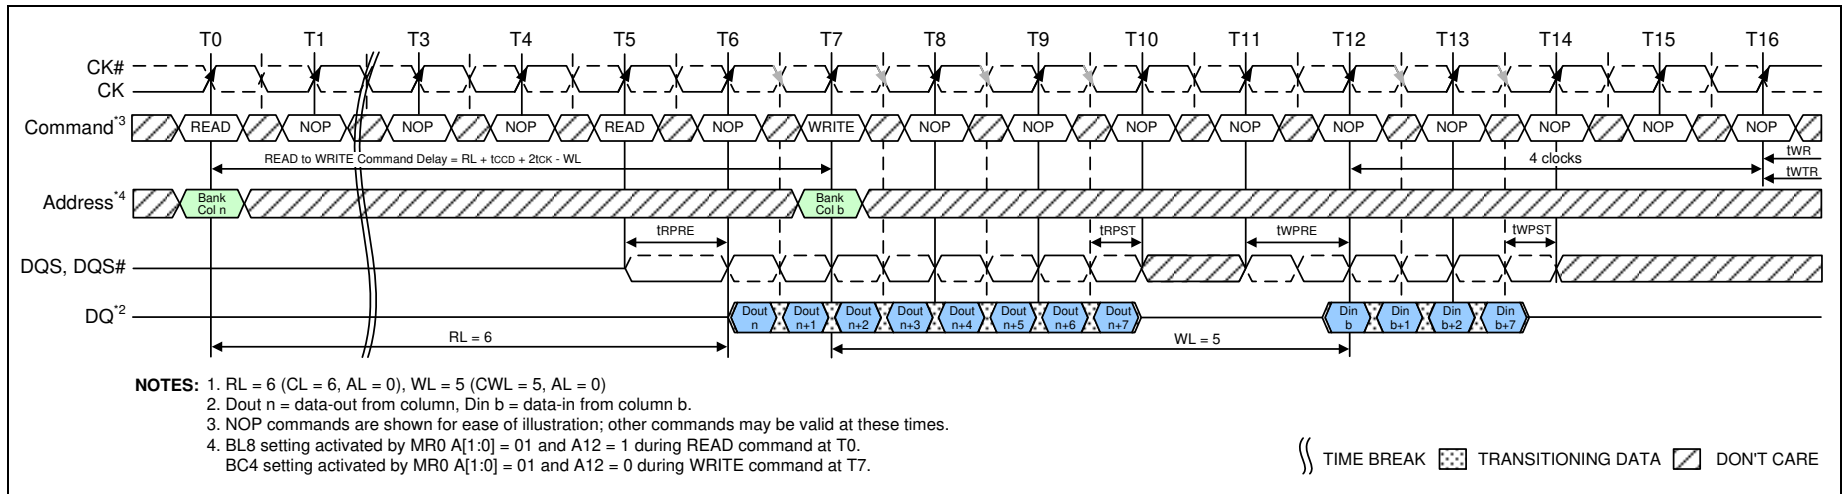 T0 T1 T3 T4 T5 T6 T7 T8 T9 T10 T11 T12 T13 T14 T15 T16
CK#
CK
Command*3 READ NOP NOP NOP READ NOP WRITE NOP NOP NOP NOP NOP NOP NOP NOP NOP
READ to WRITE Command Delay = RL + tCCD + 2tCK - WL 4 clocks tWR
tWTR
Address*4 Bank Col n Bank Col b
tRPRE tRPST tWPRE tWPST
DQS, DQS#
DQ*2 Dout n Dout n+1 Dout n+2 Dout n+3 Dout n+4 Dout n+5 Dout n+6 Dout n+7 Din b Din b+1 Din b+2 Din b+7
RL = 6 WL = 5
NOTES: 1. RL = 6 (CL = 6, AL = 0), WL = 5 (CWL = 5, AL = 0)
2. Dout n = data-out from column, Din b = data-in from column b.
3. NOP commands are shown for ease of illustration; other commands may be valid at these times.
4. BL8 setting activated by MR0 A[1:0] = 01 and A12 = 1 during READ command at T0.
BC4 setting activated by MR0 A[1:0] = 01 and A12 = 0 during WRITE command at T7.
TIME BREAK TRANSITIONING DATA DON'T CARE